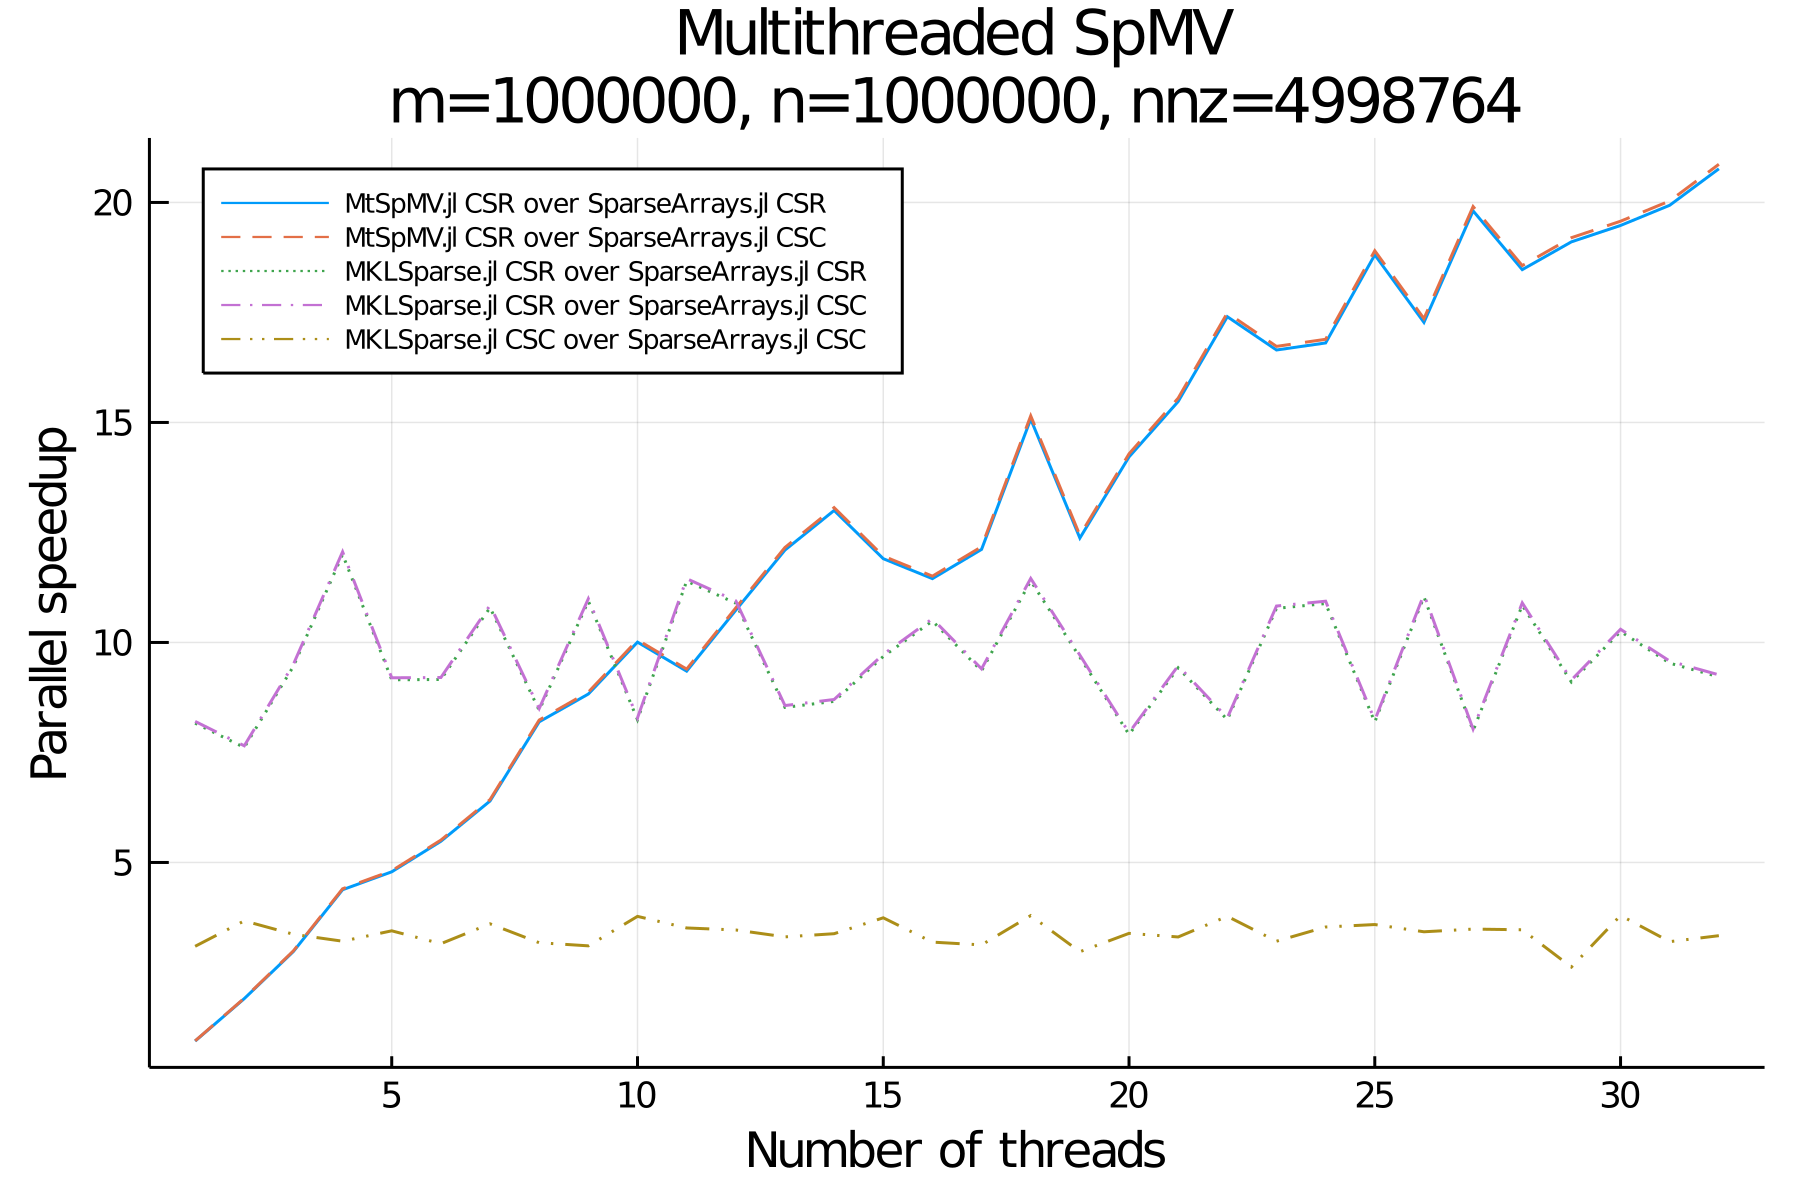 Multithreaded SpMV
m=1000000, n=1000000, nnz=4998764
MtSpMV.jl CSR over SparseArrays.jl CSR
MtSpMV.jl CSR over SparseArrays.jl CSC
MKLSparse.jl CSR over SparseArrays.jl CSR
MKLSparse.jl CSR over SparseArrays.jl CSC
MKLSparse.jl CSC over SparseArrays.jl CSC
Parallel speedup
20
15
10
5
5 10 15 20 25 30
Number of threads